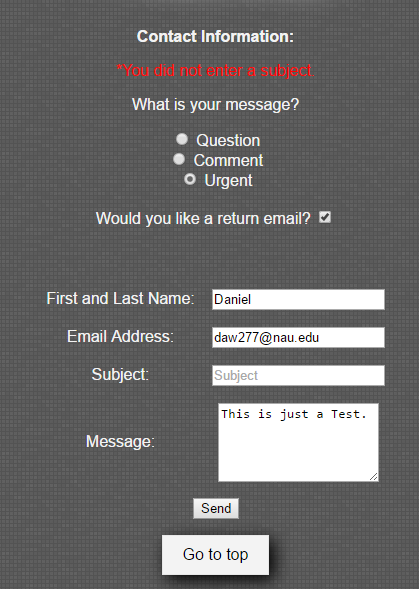 Contact Information:
*You did not enter a subject
What is your message?
Question
Comment
Urgent
Would you like a return email?
First and Last Name: Daniel
Email Address: daw277@nau.edu
Subject: Subject
Message: This is just a Test.
Send
Go to top